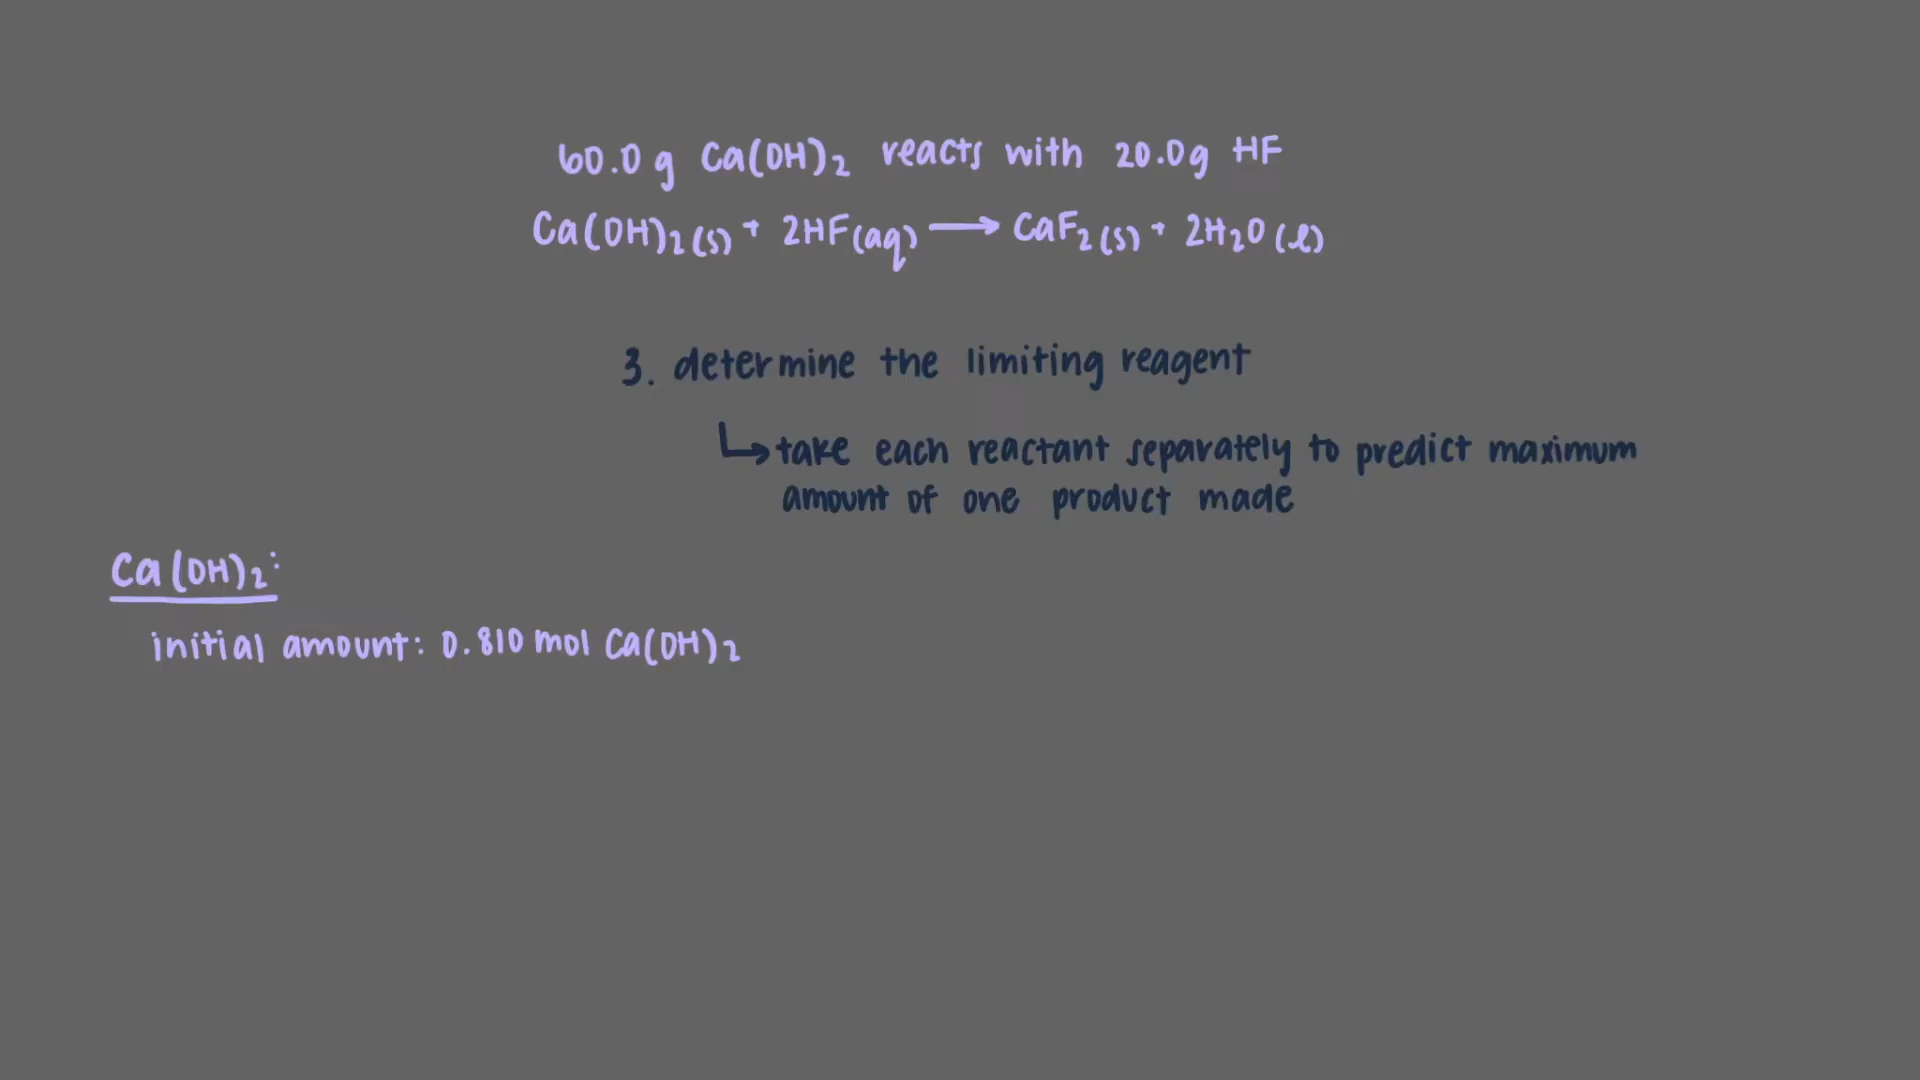 60.0 g Ca(OH)₂ reacts with 20.0g HF
Ca(OH)₂(s) + 2HF(aq) ⟶ CaF₂(s) + 2H₂O(l)
3. determine the limiting reagent
↳ take each reactant separately to predict maximum
amount of one product made
Ca(OH)₂:
initial amount: 0.810 mol Ca(OH)₂